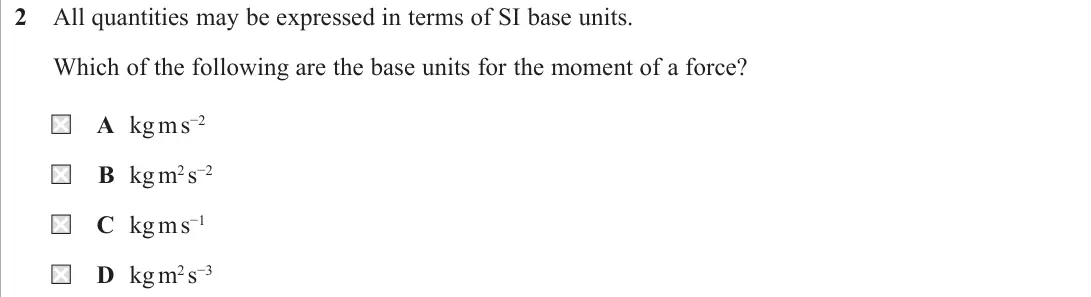 2 All quantities may be expressed in terms of SI base units.
Which of the following are the base units for the moment of a force?
A kg m s⁻²
B kg m² s⁻²
C kg m s⁻¹
D kg m² s⁻³